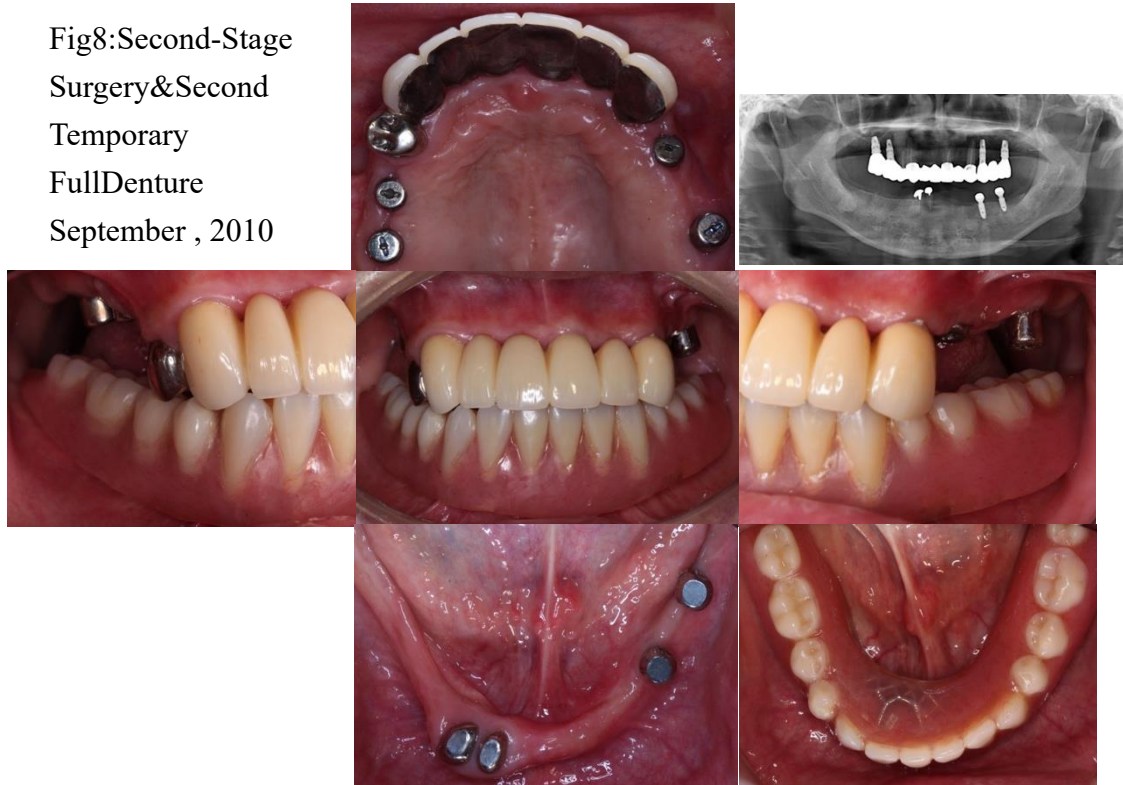 Fig8:Second-Stage
Surgery&Second
Temporary
FullDenture
September , 2010